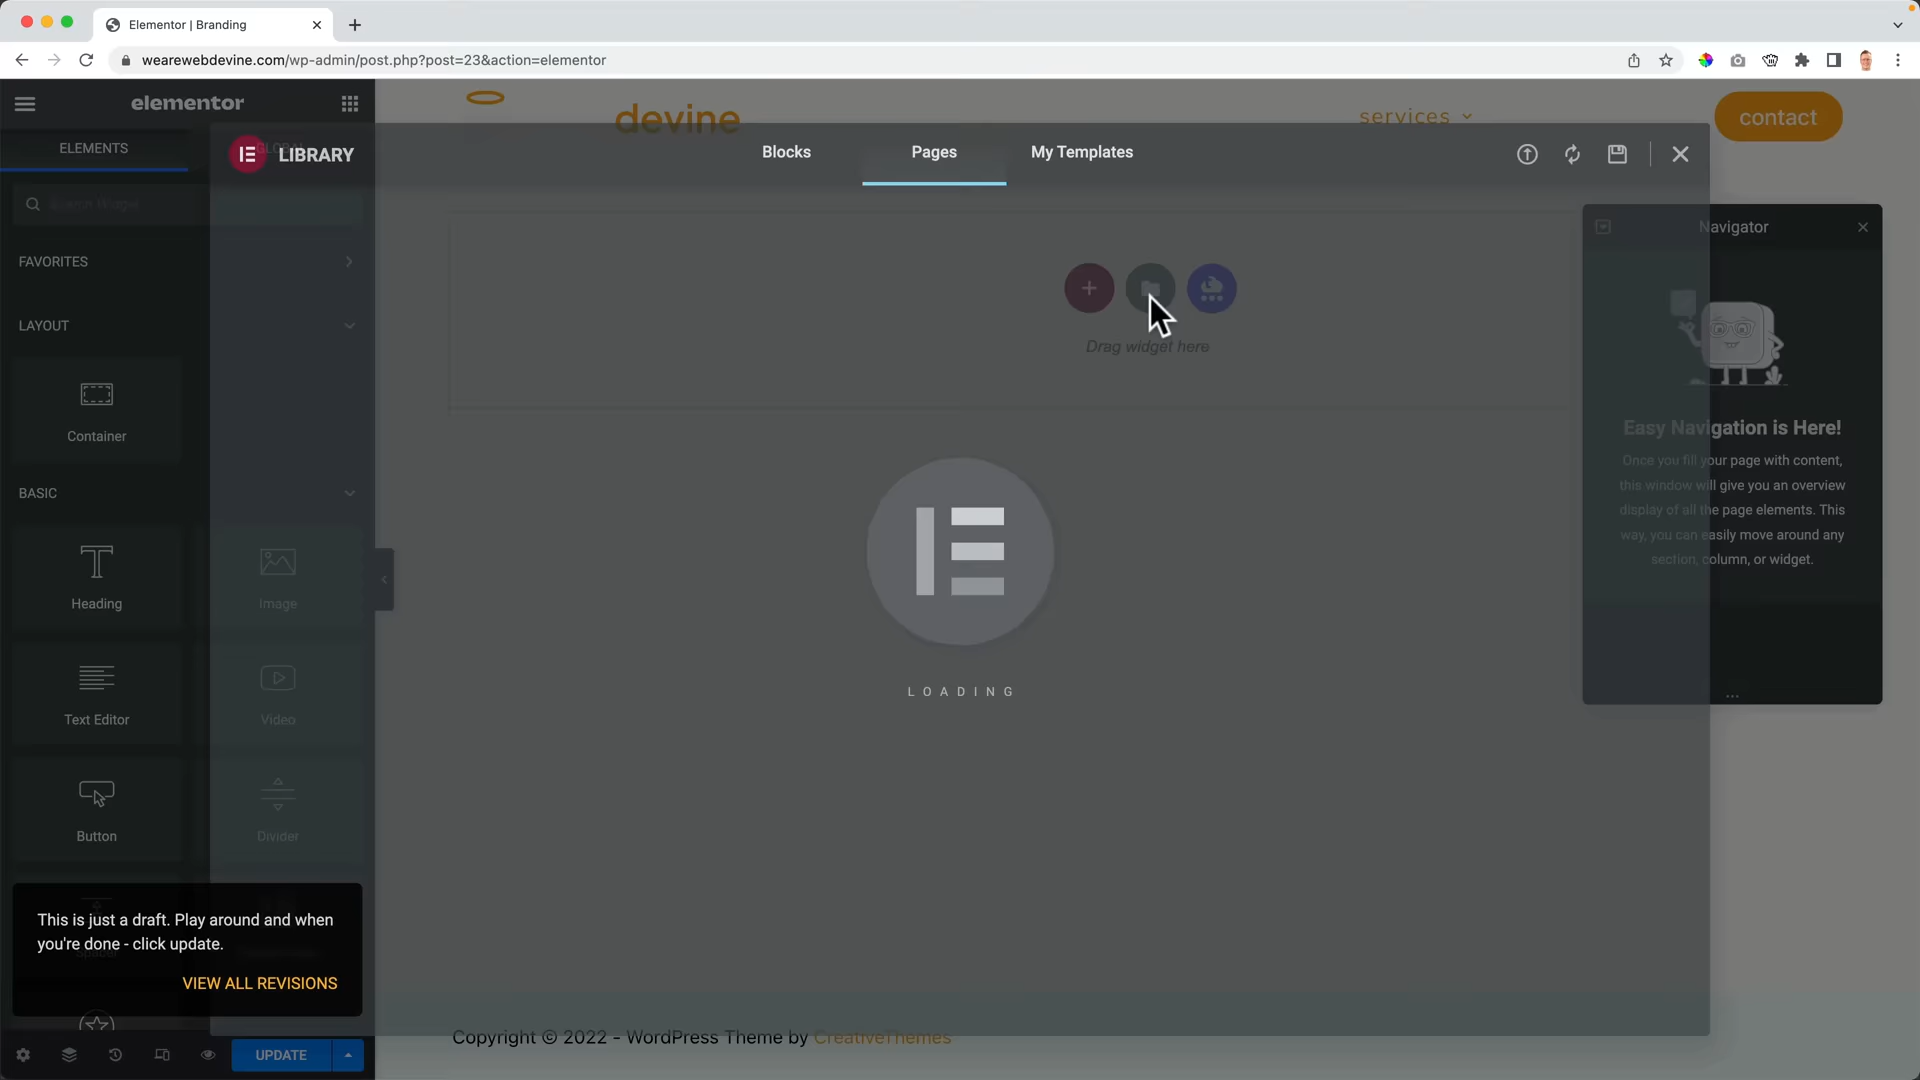 Elementor | Branding
wearewebdevine.com/wp-admin/post.php?post=23&action=elementor
elementor
devine
services
contact
ELEMENTS
GLOBAL
LIBRARY
Blocks
Pages
My Templates
Search Widget
Navigator
FAVORITES
Drag widget here
LAYOUT
Container
Easy Navigation is Here!
Once you fill your page with content,
this window will give you an overview
display of all the page elements. This
way, you can easily move around any
section, column, or widget.
BASIC
Heading
Image
LOADING
Text Editor
Video
Button
Divider
This is just a draft. Play around and when
you're done - click update.
Spacer
VIEW ALL REVISIONS
Copyright © 2022 - WordPress Theme by CreativeThemes
UPDATE